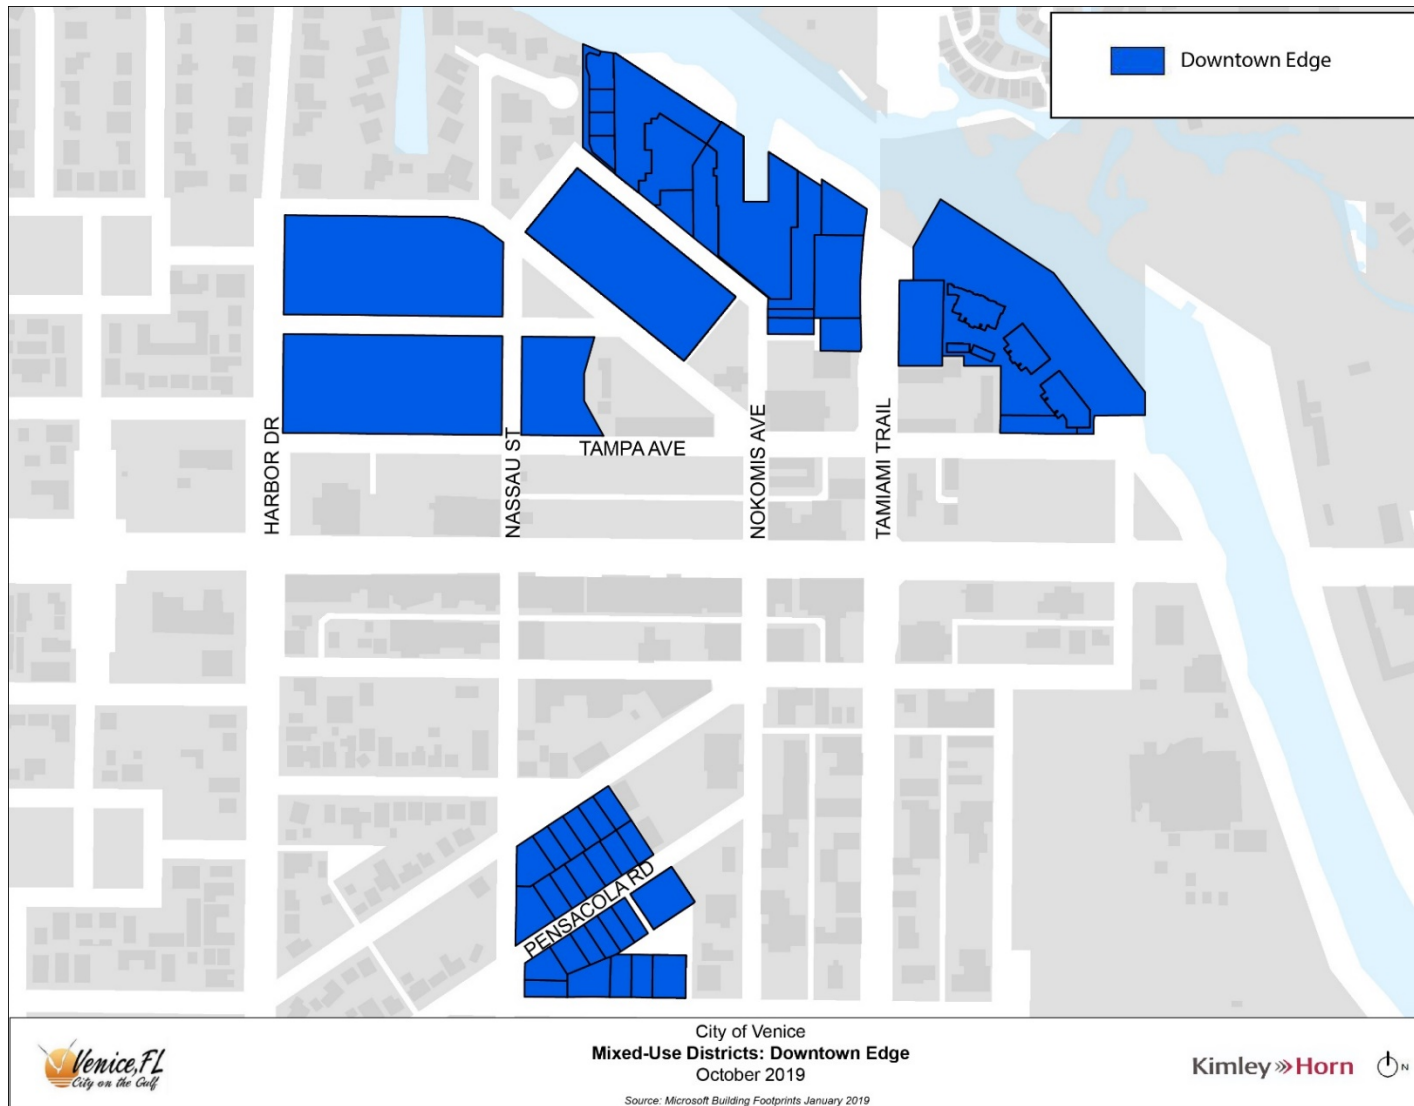 Downtown Edge
HARBOR DR
NASSAU ST
TAMPA AVE
NOKOMIS AVE
TAMIAMI TRAIL
PENSACOLA RD
City of Venice
Mixed-Use Districts: Downtown Edge
October 2019
Source: Microsoft Building Footprints January 2019
Venice, FL
City on the Gulf
Kimley»Horn
N